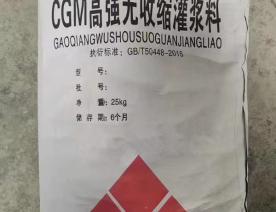 CGM高强无收缩灌浆料
GAOQIANGWUSHOUSUOGUANJIANGLIAO
执行标准：GB/T50448-2015
型 号：
批 号：
净 重：25kg
储 存 期：6个月